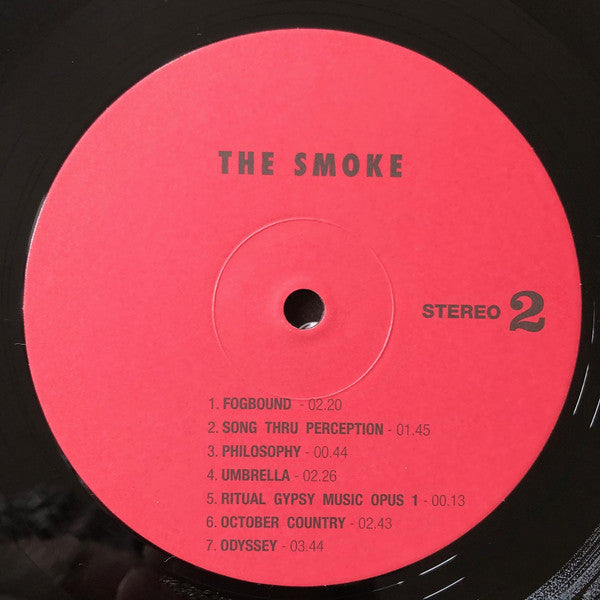 THE SMOKE
STEREO 2
1. FOGBOUND - 02.20
2. SONG THRU PERCEPTION - 01.45
3. PHILOSOPHY - 00.44
4. UMBRELLA - 02.26
5. RITUAL GYPSY MUSIC OPUS 1 - 00.13
6. OCTOBER COUNTRY - 02.43
7. ODYSSEY - 03.44